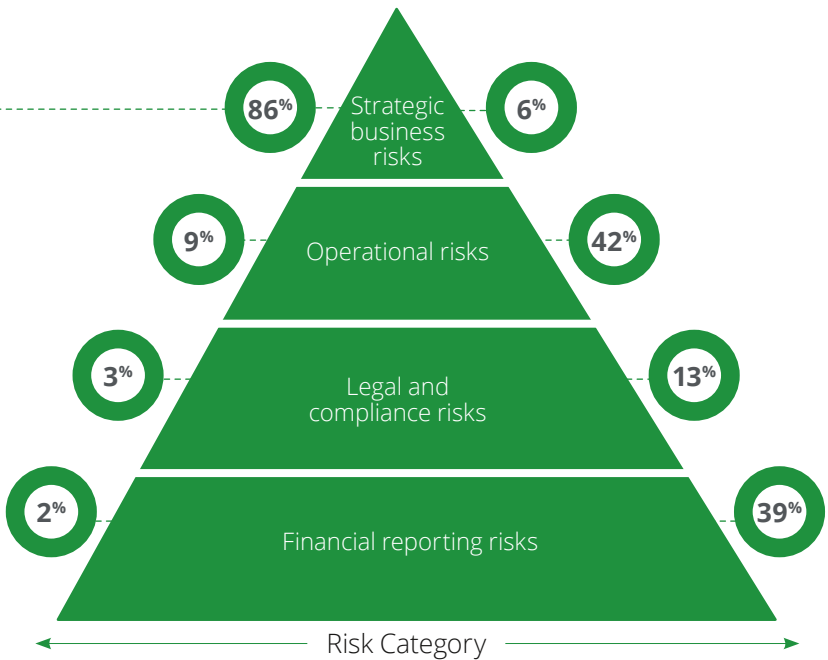 86%
Strategic
business
risks
6%
9%
Operational risks
42%
3%
Legal and
compliance risks
13%
2%
Financial reporting risks
39%
Risk Category